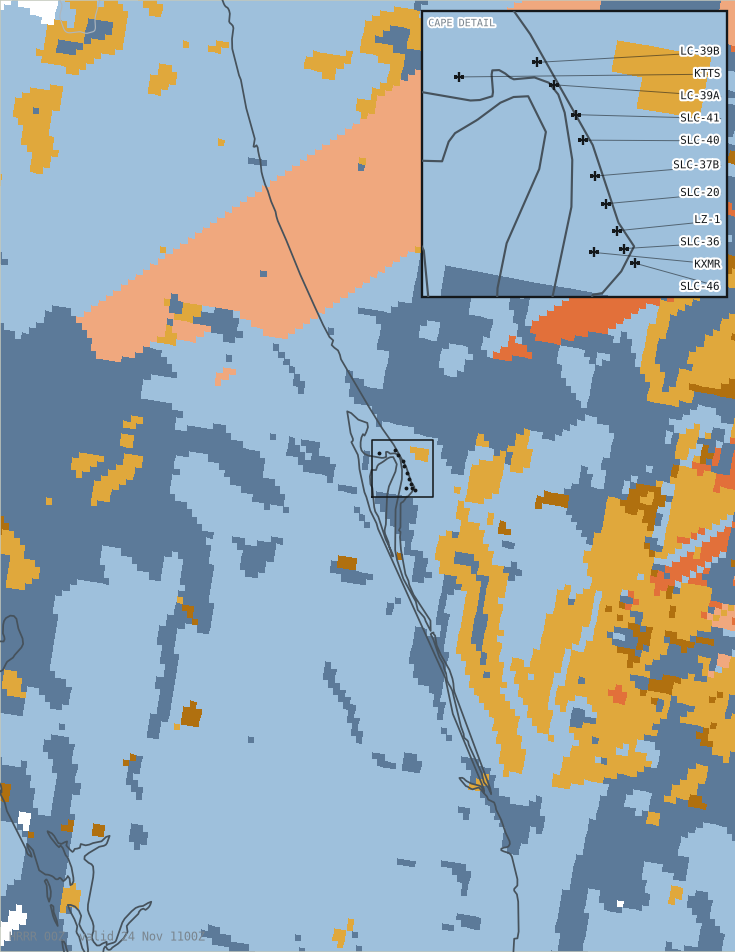 CAPE DETAIL
LC-39B
KTTS
LC-39A
SLC-41
SLC-40
SLC-37B
SLC-20
LZ-1
SLC-36
KXMR
SLC-46
valid 24 Nov 1100Z